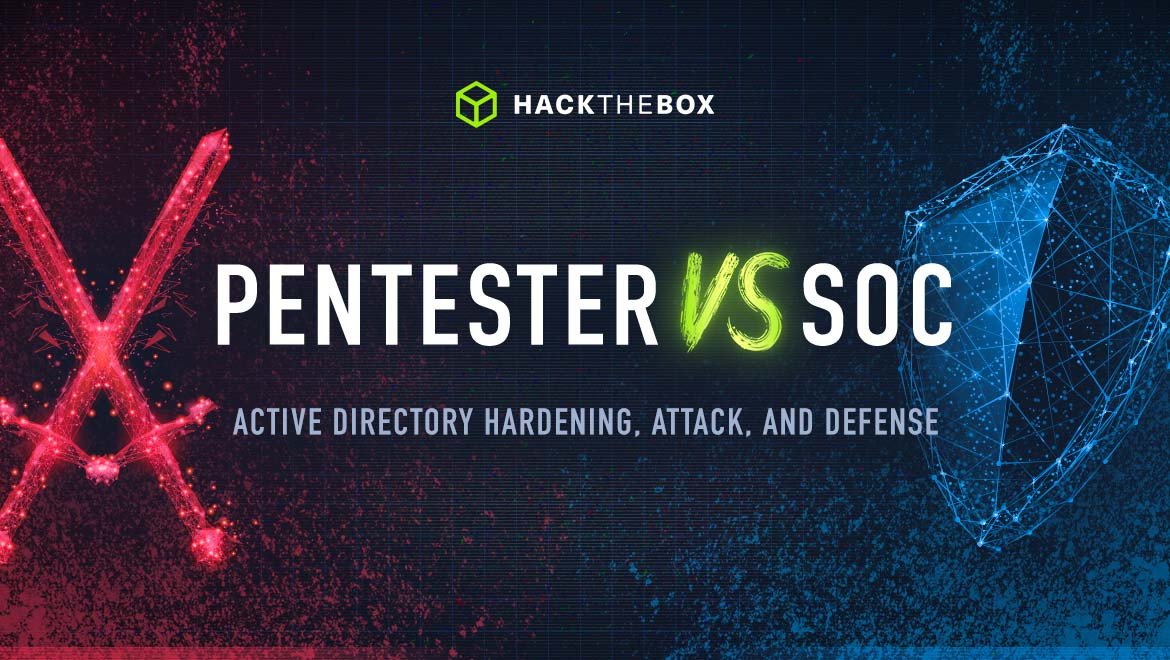 HACKTHEBOX
PENTESTER VS SOC
ACTIVE DIRECTORY HARDENING, ATTACK, AND DEFENSE